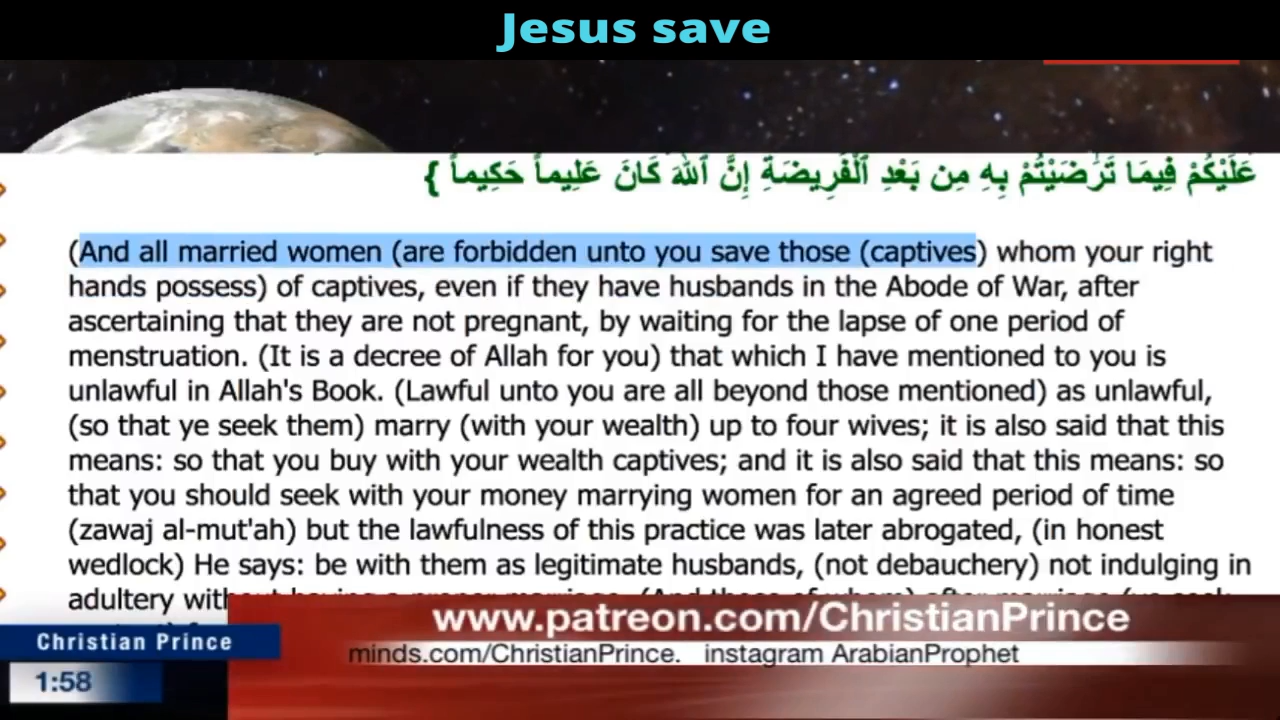 Jesus save
عَلَيْكُمْ فِيمَا تَرَٰضَيْتُمْ بِهِ مِن بَعْدِ ٱلْفَرِيضَةِ إِنَّ ٱللَّهَ كَانَ عَلِيماً حَكِيماً }
(And all married women (are forbidden unto you save those (captives) whom your right
hands possess) of captives, even if they have husbands in the Abode of War, after
ascertaining that they are not pregnant, by waiting for the lapse of one period of
menstruation. (It is a decree of Allah for you) that which I have mentioned to you is
unlawful in Allah's Book. (Lawful unto you are all beyond those mentioned) as unlawful,
(so that ye seek them) marry (with your wealth) up to four wives; it is also said that this
means: so that you buy with your wealth captives; and it is also said that this means: so
that you should seek with your money marrying women for an agreed period of time
(zawaj al-mut'ah) but the lawfulness of this practice was later abrogated, (in honest
wedlock) He says: be with them as legitimate husbands, (not debauchery) not indulging in
adultery
www.patreon.com/ChristianPrince
Christian Prince
minds.com/ChristianPrince. instagram ArabianProphet
1:58